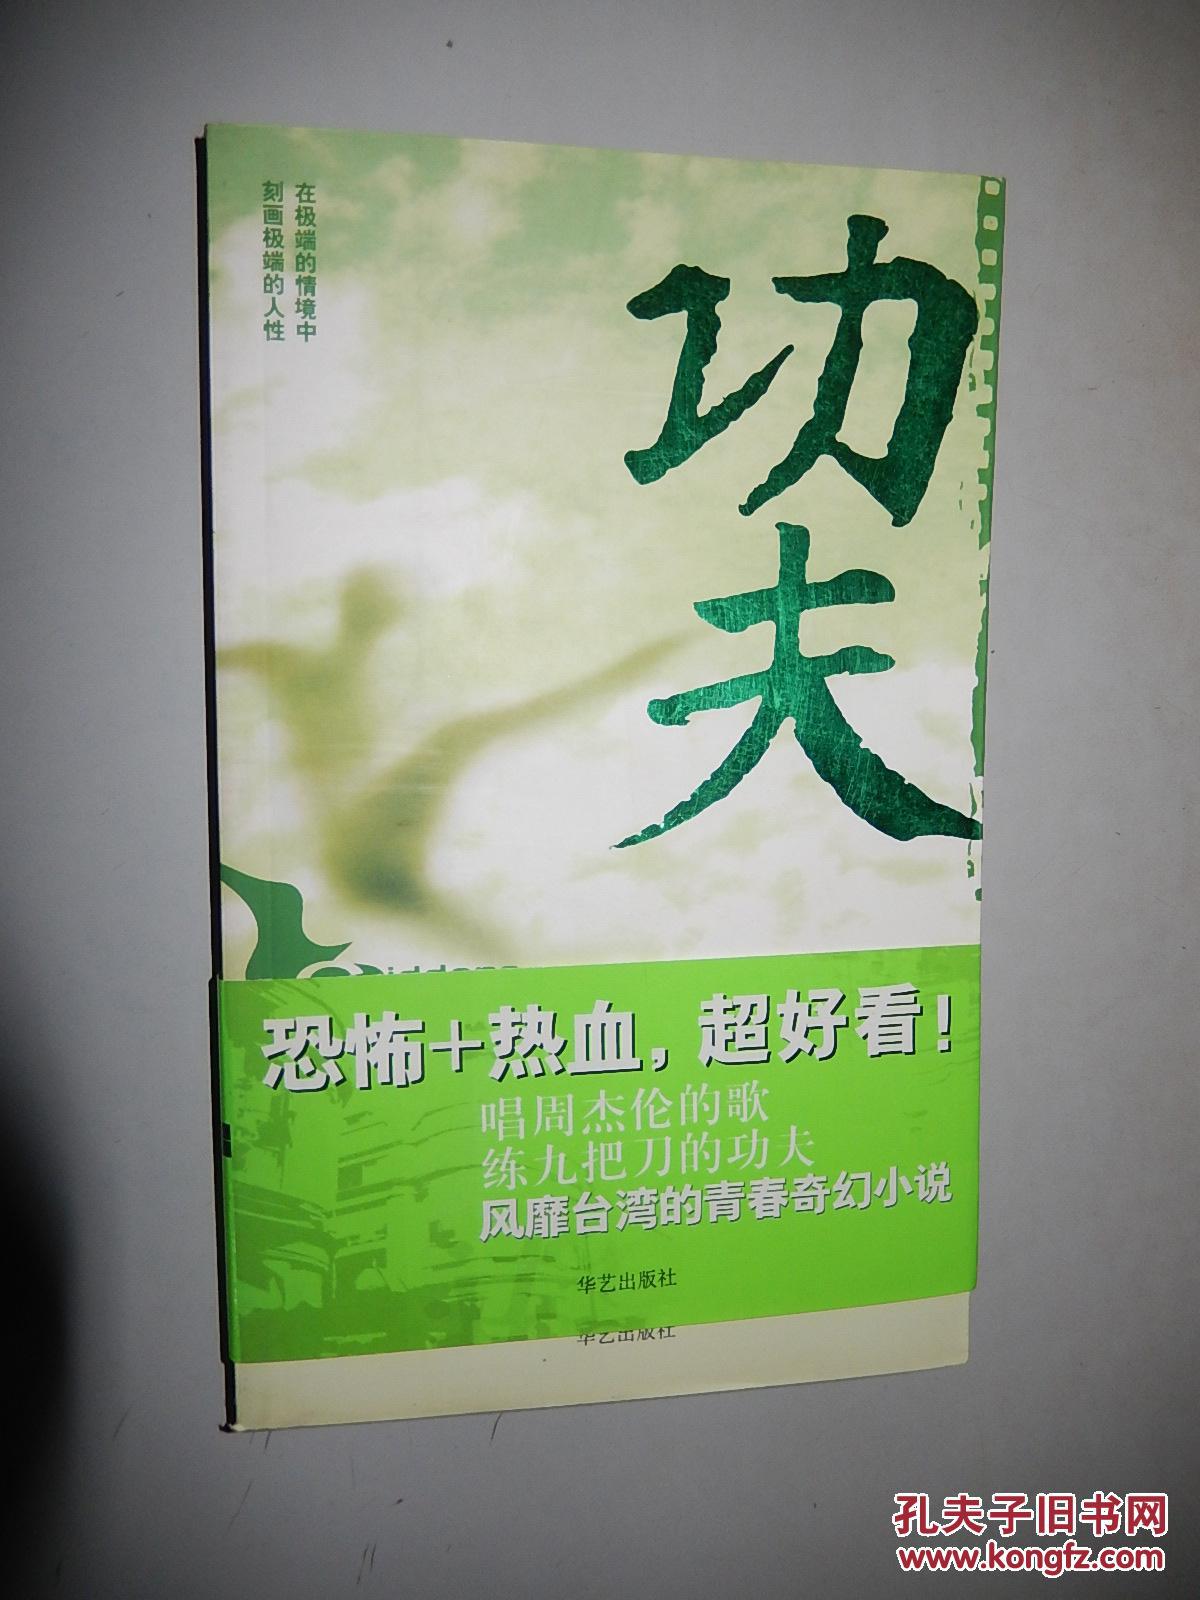 在极端的情境中
刻画极端的人性
功夫
恐怖+热血，超好看！
唱周杰伦的歌
练九把刀的功夫
风靡台湾的青春奇幻小说
华艺出版社
华艺出版社
孔夫子旧书网
www.kongfz.com